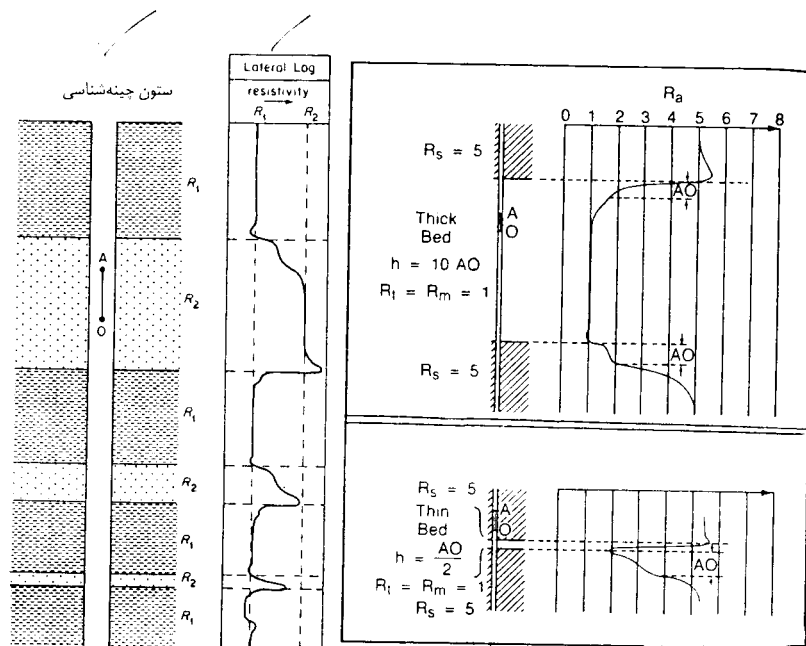 ستون چینه‌شناسی
R₁
A
R₂
O
R₁
R₂
R₁
R₂
R₁
Lateral Log
resistivity
R₁ R₂
Rₐ
0 1 2 3 4 5 6 7 8
Rₛ = 5
AO
A
Thick O
Bed
h = 10 AO
Rₜ = Rₘ = 1
AO
Rₛ = 5
Rₛ = 5
Thin A
Bed O
h = AO/2
AO
Rₜ = Rₘ = 1
Rₛ = 5